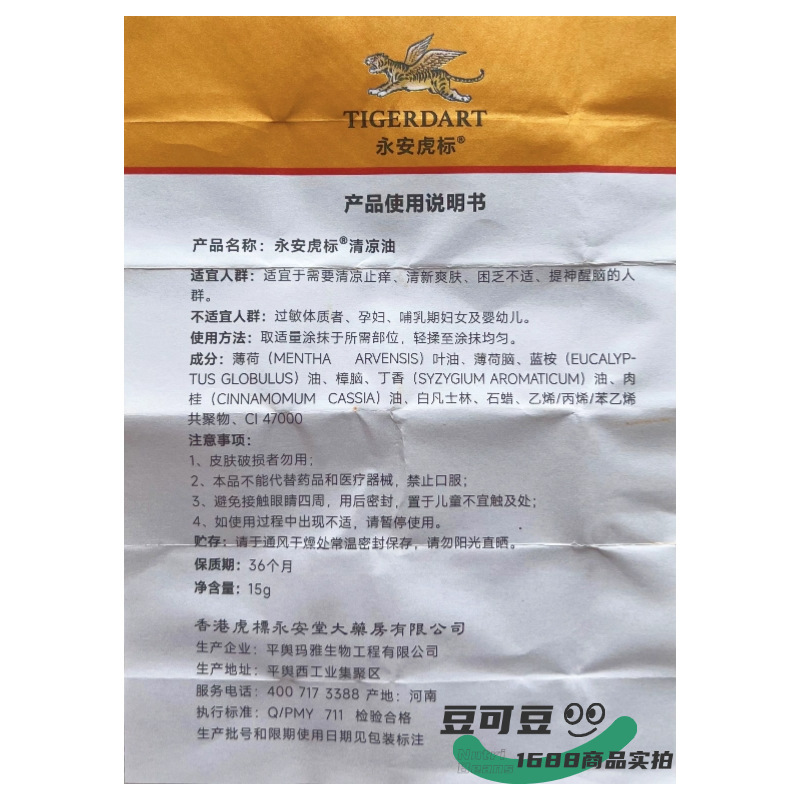 TIGERDART
永安虎标®
产品使用说明书
产品名称：永安虎标®清凉油
适宜人群：适宜于需要清凉止痒、清新爽肤、困乏不适、提神醒脑的人
群。
不适宜人群：过敏体质者、孕妇、哺乳期妇女及婴幼儿。
使用方法：取适量涂抹于所需部位，轻揉至涂抹均匀。
成分：薄荷（MENTHA ARVENSIS）叶油、薄荷脑、蓝桉（EUCALYP-
TUS GLOBULUS）油、樟脑、丁香（SYZYGIUM AROMATICUM）油、肉
桂（CINNAMOMUM CASSIA）油、白凡士林、石蜡、乙烯/丙烯/苯乙烯
共聚物、CI 47000
注意事项：
1、皮肤破损者勿用；
2、本品不能代替药品和医疗器械，禁止口服；
3、避免接触眼睛四周，用后密封，置于儿童不宜触及处；
4、如使用过程中出现不适，请暂停使用。
贮存：请于通风干燥处常温密封保存，请勿阳光直晒。
保质期：36个月
净含量：15g
香港虎標永安堂大藥房有限公司
生产企业：平舆玛雅生物工程有限公司
生产地址：平舆西工业集聚区
服务电话：400 717 3388 产地：河南
执行标准：Q/PMY 711 检验合格
生产批号和限期使用日期见包装标注
豆可豆
Nutri
Beans
1688商品实拍